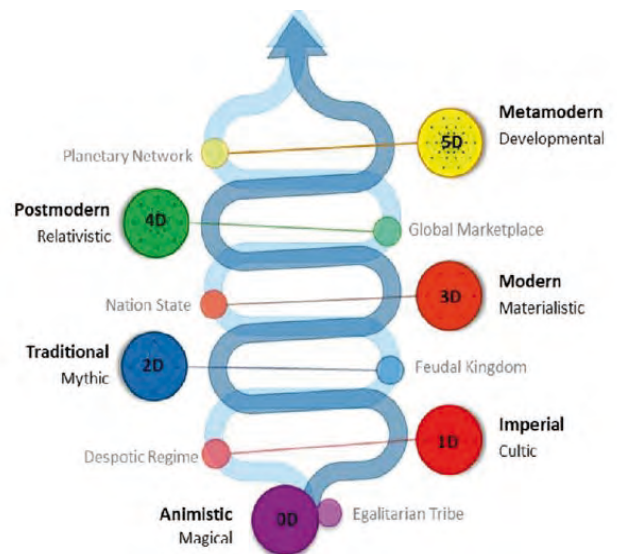 Metamodern
5D
Developmental
Planetary Network
Postmodern
4D
Relativistic
Global Marketplace
Modern
3D
Materialistic
Nation State
Traditional
2D
Mythic
Feudal Kingdom
Imperial
1D
Cultic
Despotic Regime
Animistic
0D
Magical
Egalitarian Tribe